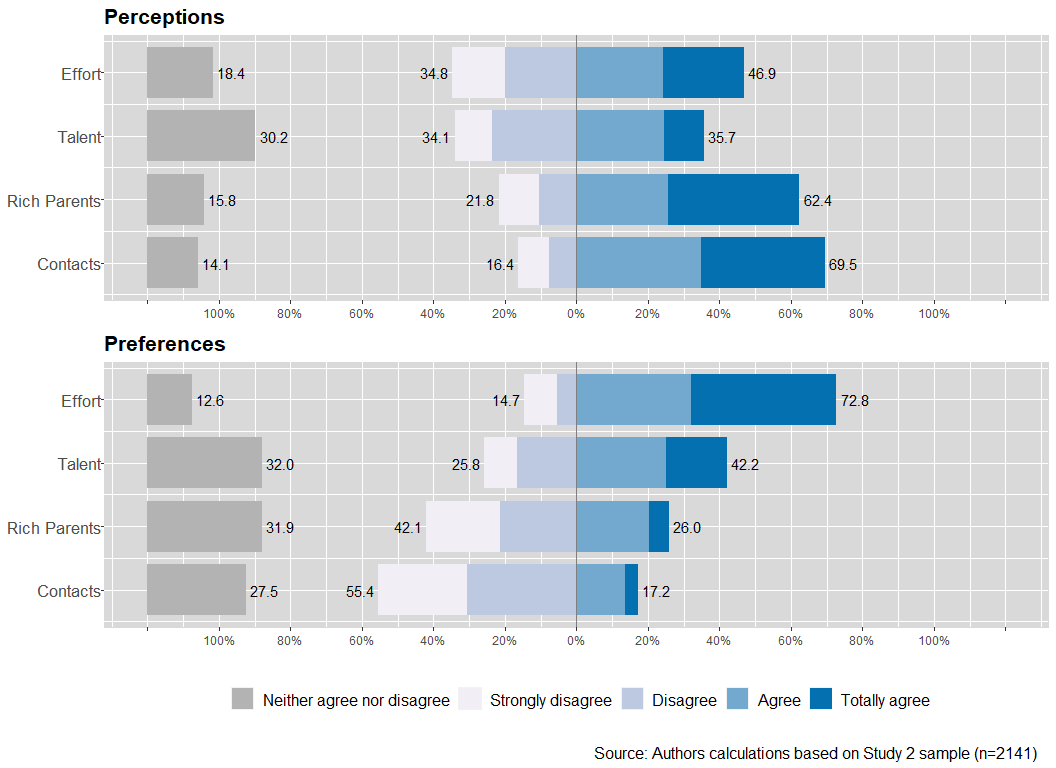 Perceptions
Effort 18.4 34.8 46.9
Talent 30.2 34.1 35.7
Rich Parents 15.8 21.8 62.4
Contacts 14.1 16.4 69.5
100% 80% 60% 40% 20% 0% 20% 40% 60% 80% 100%
Preferences
Effort 12.6 14.7 72.8
Talent 32.0 25.8 42.2
Rich Parents 31.9 42.1 26.0
Contacts 27.5 55.4 17.2
100% 80% 60% 40% 20% 0% 20% 40% 60% 80% 100%
Neither agree nor disagree Strongly disagree Disagree Agree Totally agree
Source: Authors calculations based on Study 2 sample (n=2141)